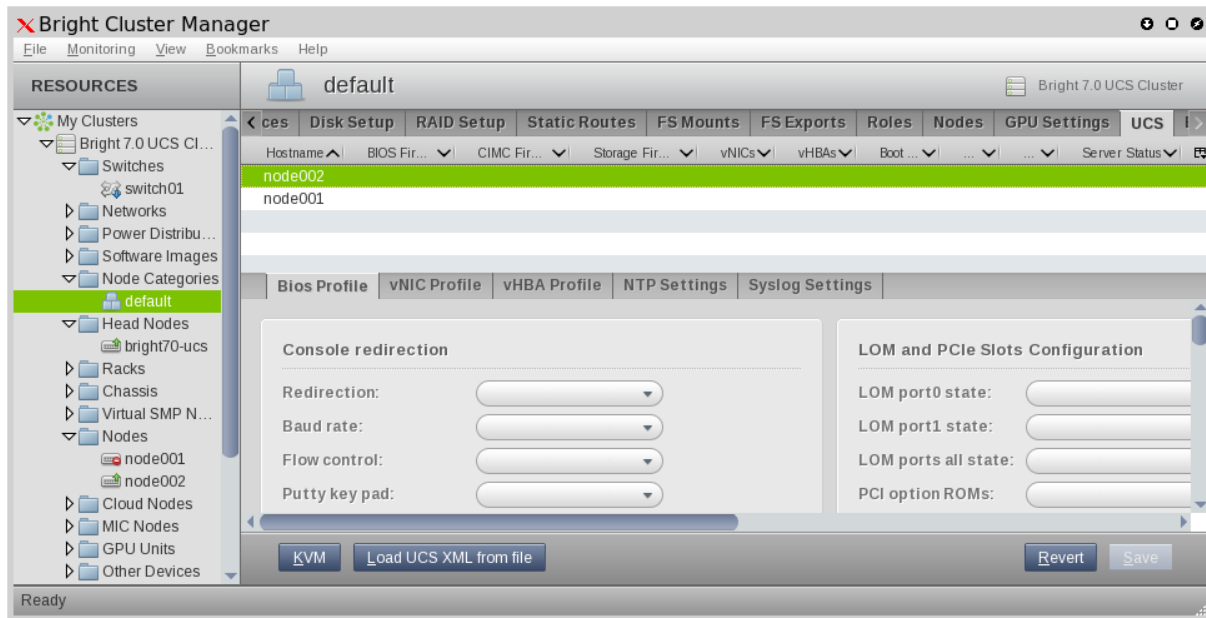 Bright Cluster Manager
File Monitoring View Bookmarks Help
RESOURCES
My Clusters
Bright 7.0 UCS Cl...
Switches
switch01
Networks
Power Distribu...
Software Images
Node Categories
default
Head Nodes
bright70-ucs
Racks
Chassis
Virtual SMP N...
Nodes
node001
node002
Cloud Nodes
MIC Nodes
GPU Units
Other Devices
default
Bright 7.0 UCS Cluster
ces Disk Setup RAID Setup Static Routes FS Mounts FS Exports Roles Nodes GPU Settings UCS
Hostname BIOS Fir... CIMC Fir... Storage Fir... vNICs vHBAs Boot ... ... ... Server Status
node002
node001
Bios Profile vNIC Profile vHBA Profile NTP Settings Syslog Settings
Console redirection
Redirection:
Baud rate:
Flow control:
Putty key pad:
LOM and PCIe Slots Configuration
LOM port0 state:
LOM port1 state:
LOM ports all state:
PCI option ROMs:
KVM Load UCS XML from file Revert Save
Ready